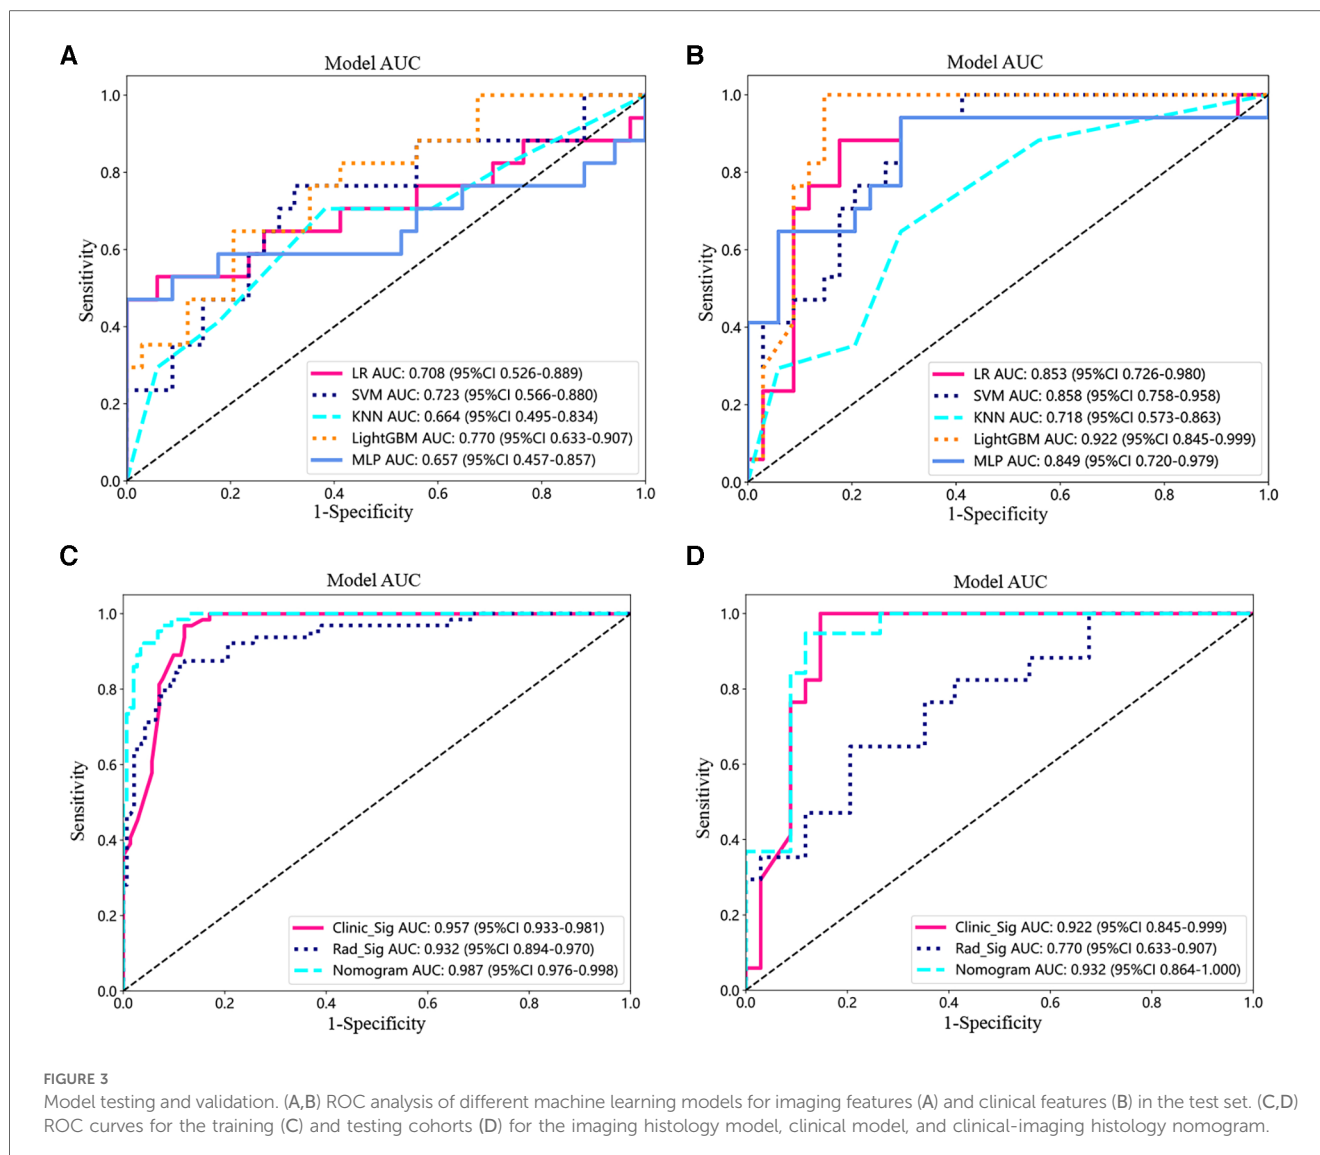 A
Model AUC
Sensitivity
1.0
0.8
0.6
0.4
0.2
0.0
LR AUC: 0.708 (95%CI 0.526-0.889)
SVM AUC: 0.723 (95%CI 0.566-0.880)
KNN AUC: 0.664 (95%CI 0.495-0.834)
LightGBM AUC: 0.770 (95%CI 0.633-0.907)
MLP AUC: 0.657 (95%CI 0.457-0.857)
0.0 0.2 0.4 0.6 0.8 1.0
1-Specificity
B
Model AUC
Senstivity
1.0
0.8
0.6
0.4
0.2
0.0
LR AUC: 0.853 (95%CI 0.726-0.980)
SVM AUC: 0.858 (95%CI 0.758-0.958)
KNN AUC: 0.718 (95%CI 0.573-0.863)
LightGBM AUC: 0.922 (95%CI 0.845-0.999)
MLP AUC: 0.849 (95%CI 0.720-0.979)
0.0 0.2 0.4 0.6 0.8 1.0
1-Specificity
C
Model AUC
Sensitivity
1.0
0.8
0.6
0.4
0.2
0.0
Clinic_Sig AUC: 0.957 (95%CI 0.933-0.981)
Rad_Sig AUC: 0.932 (95%CI 0.894-0.970)
Nomogram AUC: 0.987 (95%CI 0.976-0.998)
0.0 0.2 0.4 0.6 0.8 1.0
1-Specificity
D
Model AUC
Sensitivity
1.0
0.8
0.6
0.4
0.2
0.0
Clinic_Sig AUC: 0.922 (95%CI 0.845-0.999)
Rad_Sig AUC: 0.770 (95%CI 0.633-0.907)
Nomogram AUC: 0.932 (95%CI 0.864-1.000)
0.0 0.2 0.4 0.6 0.8 1.0
1-Specificity
FIGURE 3
Model testing and validation. (A,B) ROC analysis of different machine learning models for imaging features (A) and clinical features (B) in the test set. (C,D)
ROC curves for the training (C) and testing cohorts (D) for the imaging histology model, clinical model, and clinical-imaging histology nomogram.